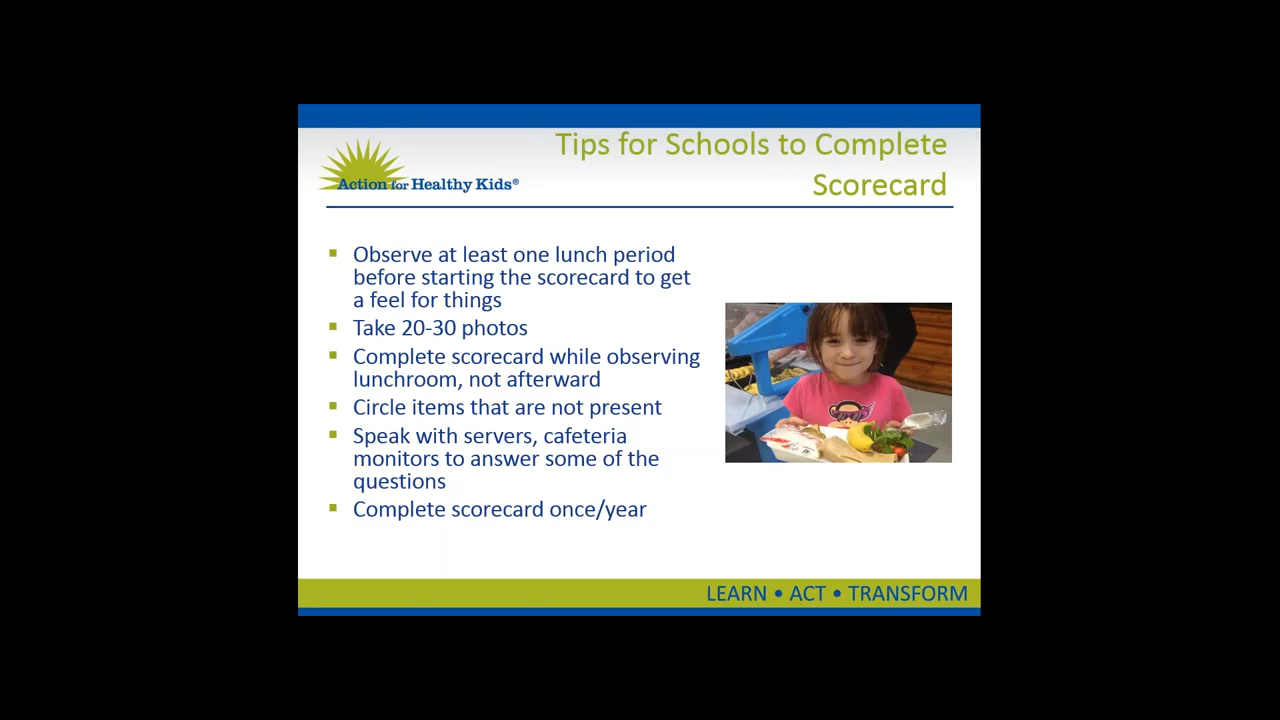 Tips for Schools to Complete
Scorecard
Action for Healthy Kids®
▪ Observe at least one lunch period
before starting the scorecard to get
a feel for things
▪ Take 20-30 photos
▪ Complete scorecard while observing
lunchroom, not afterward
▪ Circle items that are not present
▪ Speak with servers, cafeteria
monitors to answer some of the
questions
▪ Complete scorecard once/year
LEARN • ACT • TRANSFORM